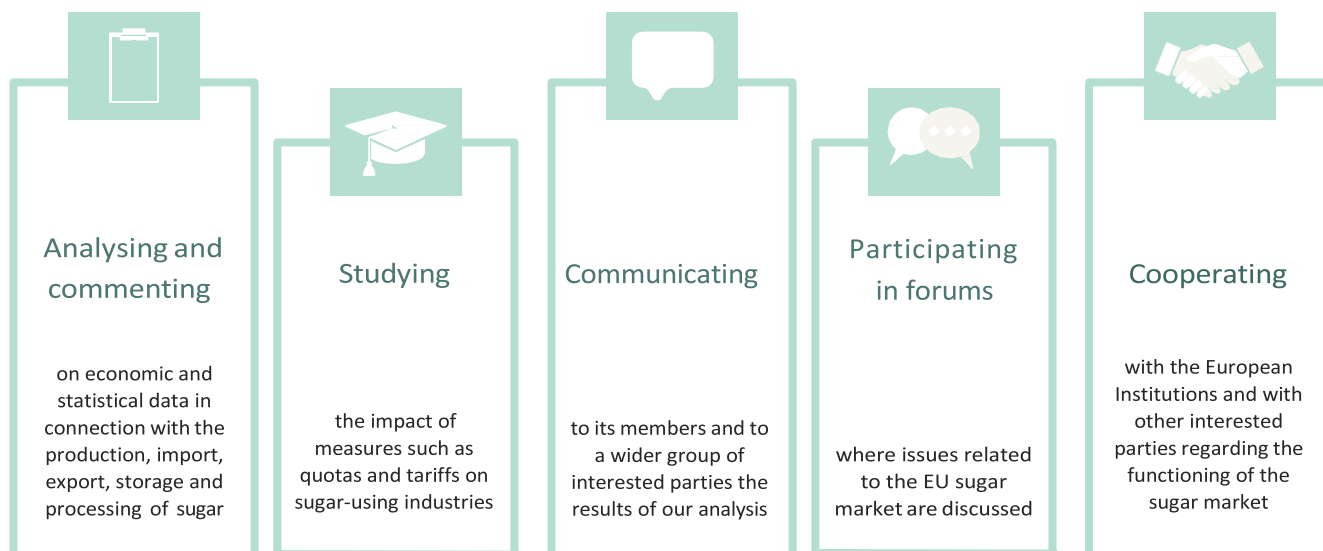 Analysing and
commenting
on economic and
statistical data in
connection with the
production, import,
export, storage and
processing of sugar
Studying
the impact of
measures such as
quotas and tariffs on
sugar-using industries
Communicating
to its members and to
a wider group of
interested parties the
results of our analysis
Participating
in forums
where issues related
to the EU sugar
market are discussed
Cooperating
with the European
Institutions and with
other interested
parties regarding the
functioning of the
sugar market